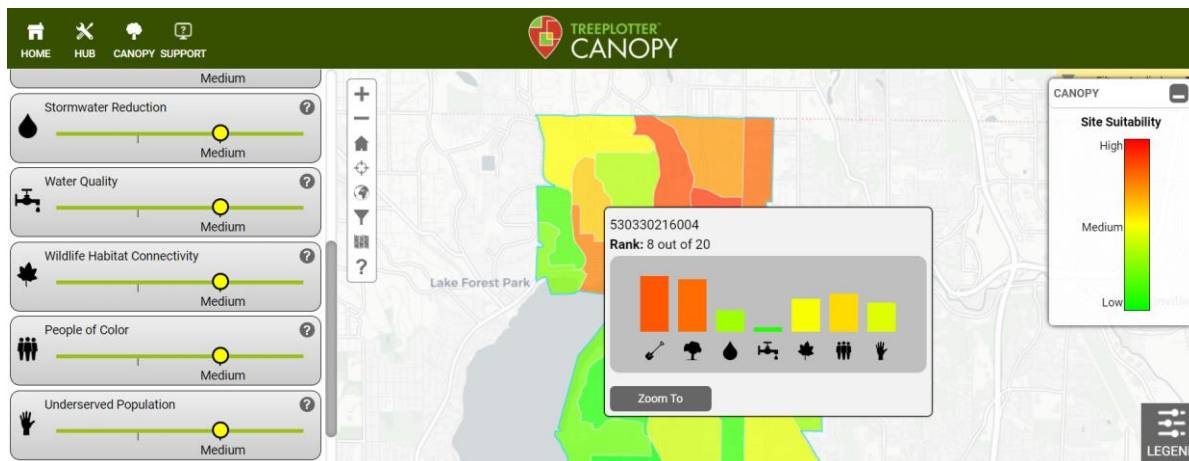 HOME HUB CANOPY SUPPORT
TREEPLOTTER™
CANOPY
Medium
Stormwater Reduction
Medium
Water Quality
Medium
Wildlife Habitat Connectivity
Medium
People of Color
Medium
Underserved Population
Medium
Lake Forest Park
530330216004
Rank: 8 out of 20
Zoom To
CANOPY
Site Suitability
High
Medium
Low
LEGEND